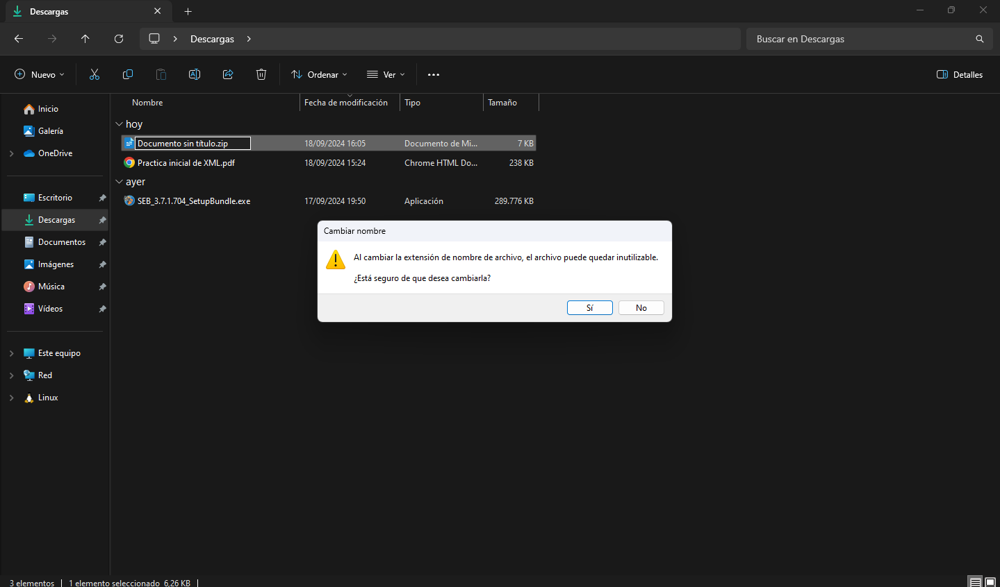 Descargas
Descargas
Buscar en Descargas
Nuevo
Ordenar
Ver
Detalles
Nombre
Fecha de modificación
Tipo
Tamaño
Inicio
Galería
OneDrive
Escritorio
Descargas
Documentos
Imágenes
Música
Vídeos
Este equipo
Red
Linux
hoy
Documento sin título.zip 18/09/2024 16:05 Documento de Mi... 7 KB
Practica inicial de XML.pdf 18/09/2024 15:24 Chrome HTML Do... 238 KB
ayer
SEB_3.7.1.704_SetupBundle.exe 17/09/2024 19:50 Aplicación 289.776 KB
Cambiar nombre
Al cambiar la extensión de nombre de archivo, el archivo puede quedar inutilizable.
¿Está seguro de que desea cambiarla?
Sí
No
3 elementos
1 elemento seleccionado 6,26 KB